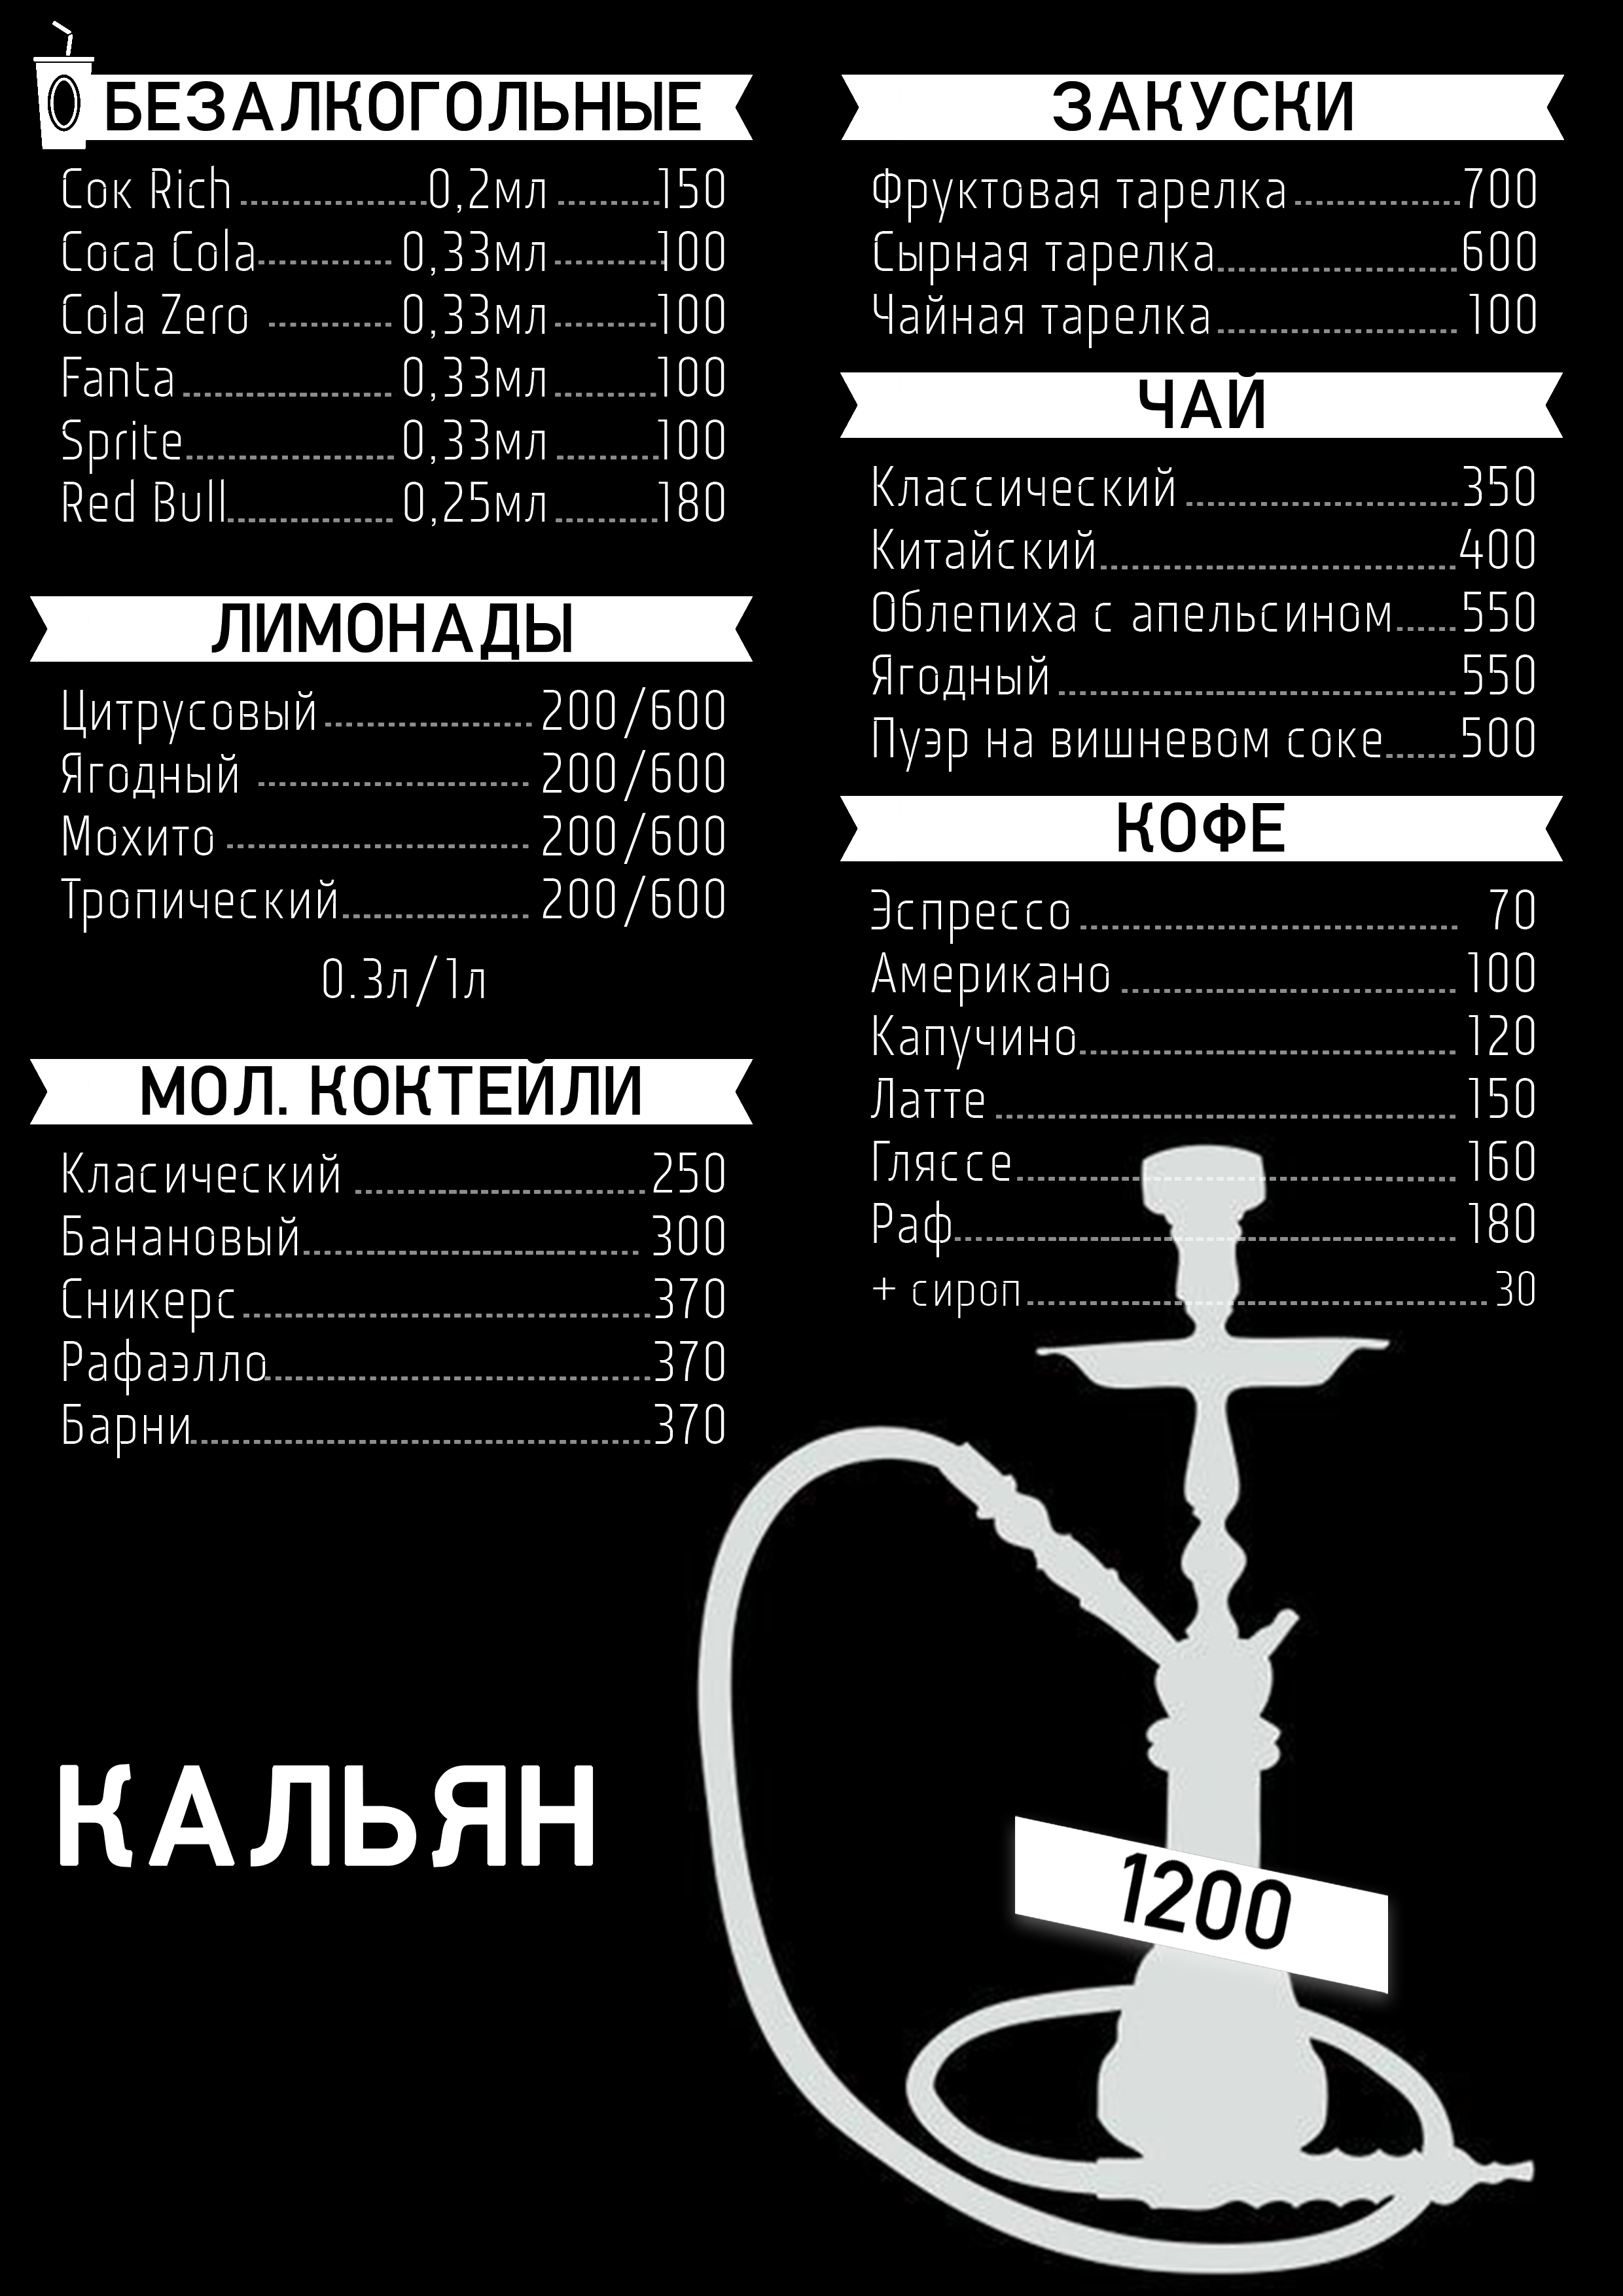 БЕЗАЛКОГОЛЬНЫЕ
Сок Rich 0,2мл 150
Coca Cola 0,33мл 100
Cola Zero 0,33мл 100
Fanta 0,33мл 100
Sprite 0,33мл 100
Red Bull 0,25мл 180
ЛИМОНАДЫ
Цитрусовый 200/600
Ягодный 200/600
Мохито 200/600
Тропический 200/600
0.3л/1л
МОЛ. КОКТЕЙЛИ
Класический 250
Банановый 300
Сникерс 370
Рафаэлло 370
Барни 370
ЗАКУСКИ
Фруктовая тарелка 700
Сырная тарелка 600
Чайная тарелка 100
ЧАЙ
Классический 350
Китайский 400
Облепиха с апельсином 550
Ягодный 550
Пуэр на вишневом соке 500
КОФЕ
Эспрессо 70
Американо 100
Капучино 120
Латте 150
Гляссе 160
Раф 180
+ сироп 30
КАЛЬЯН
1200